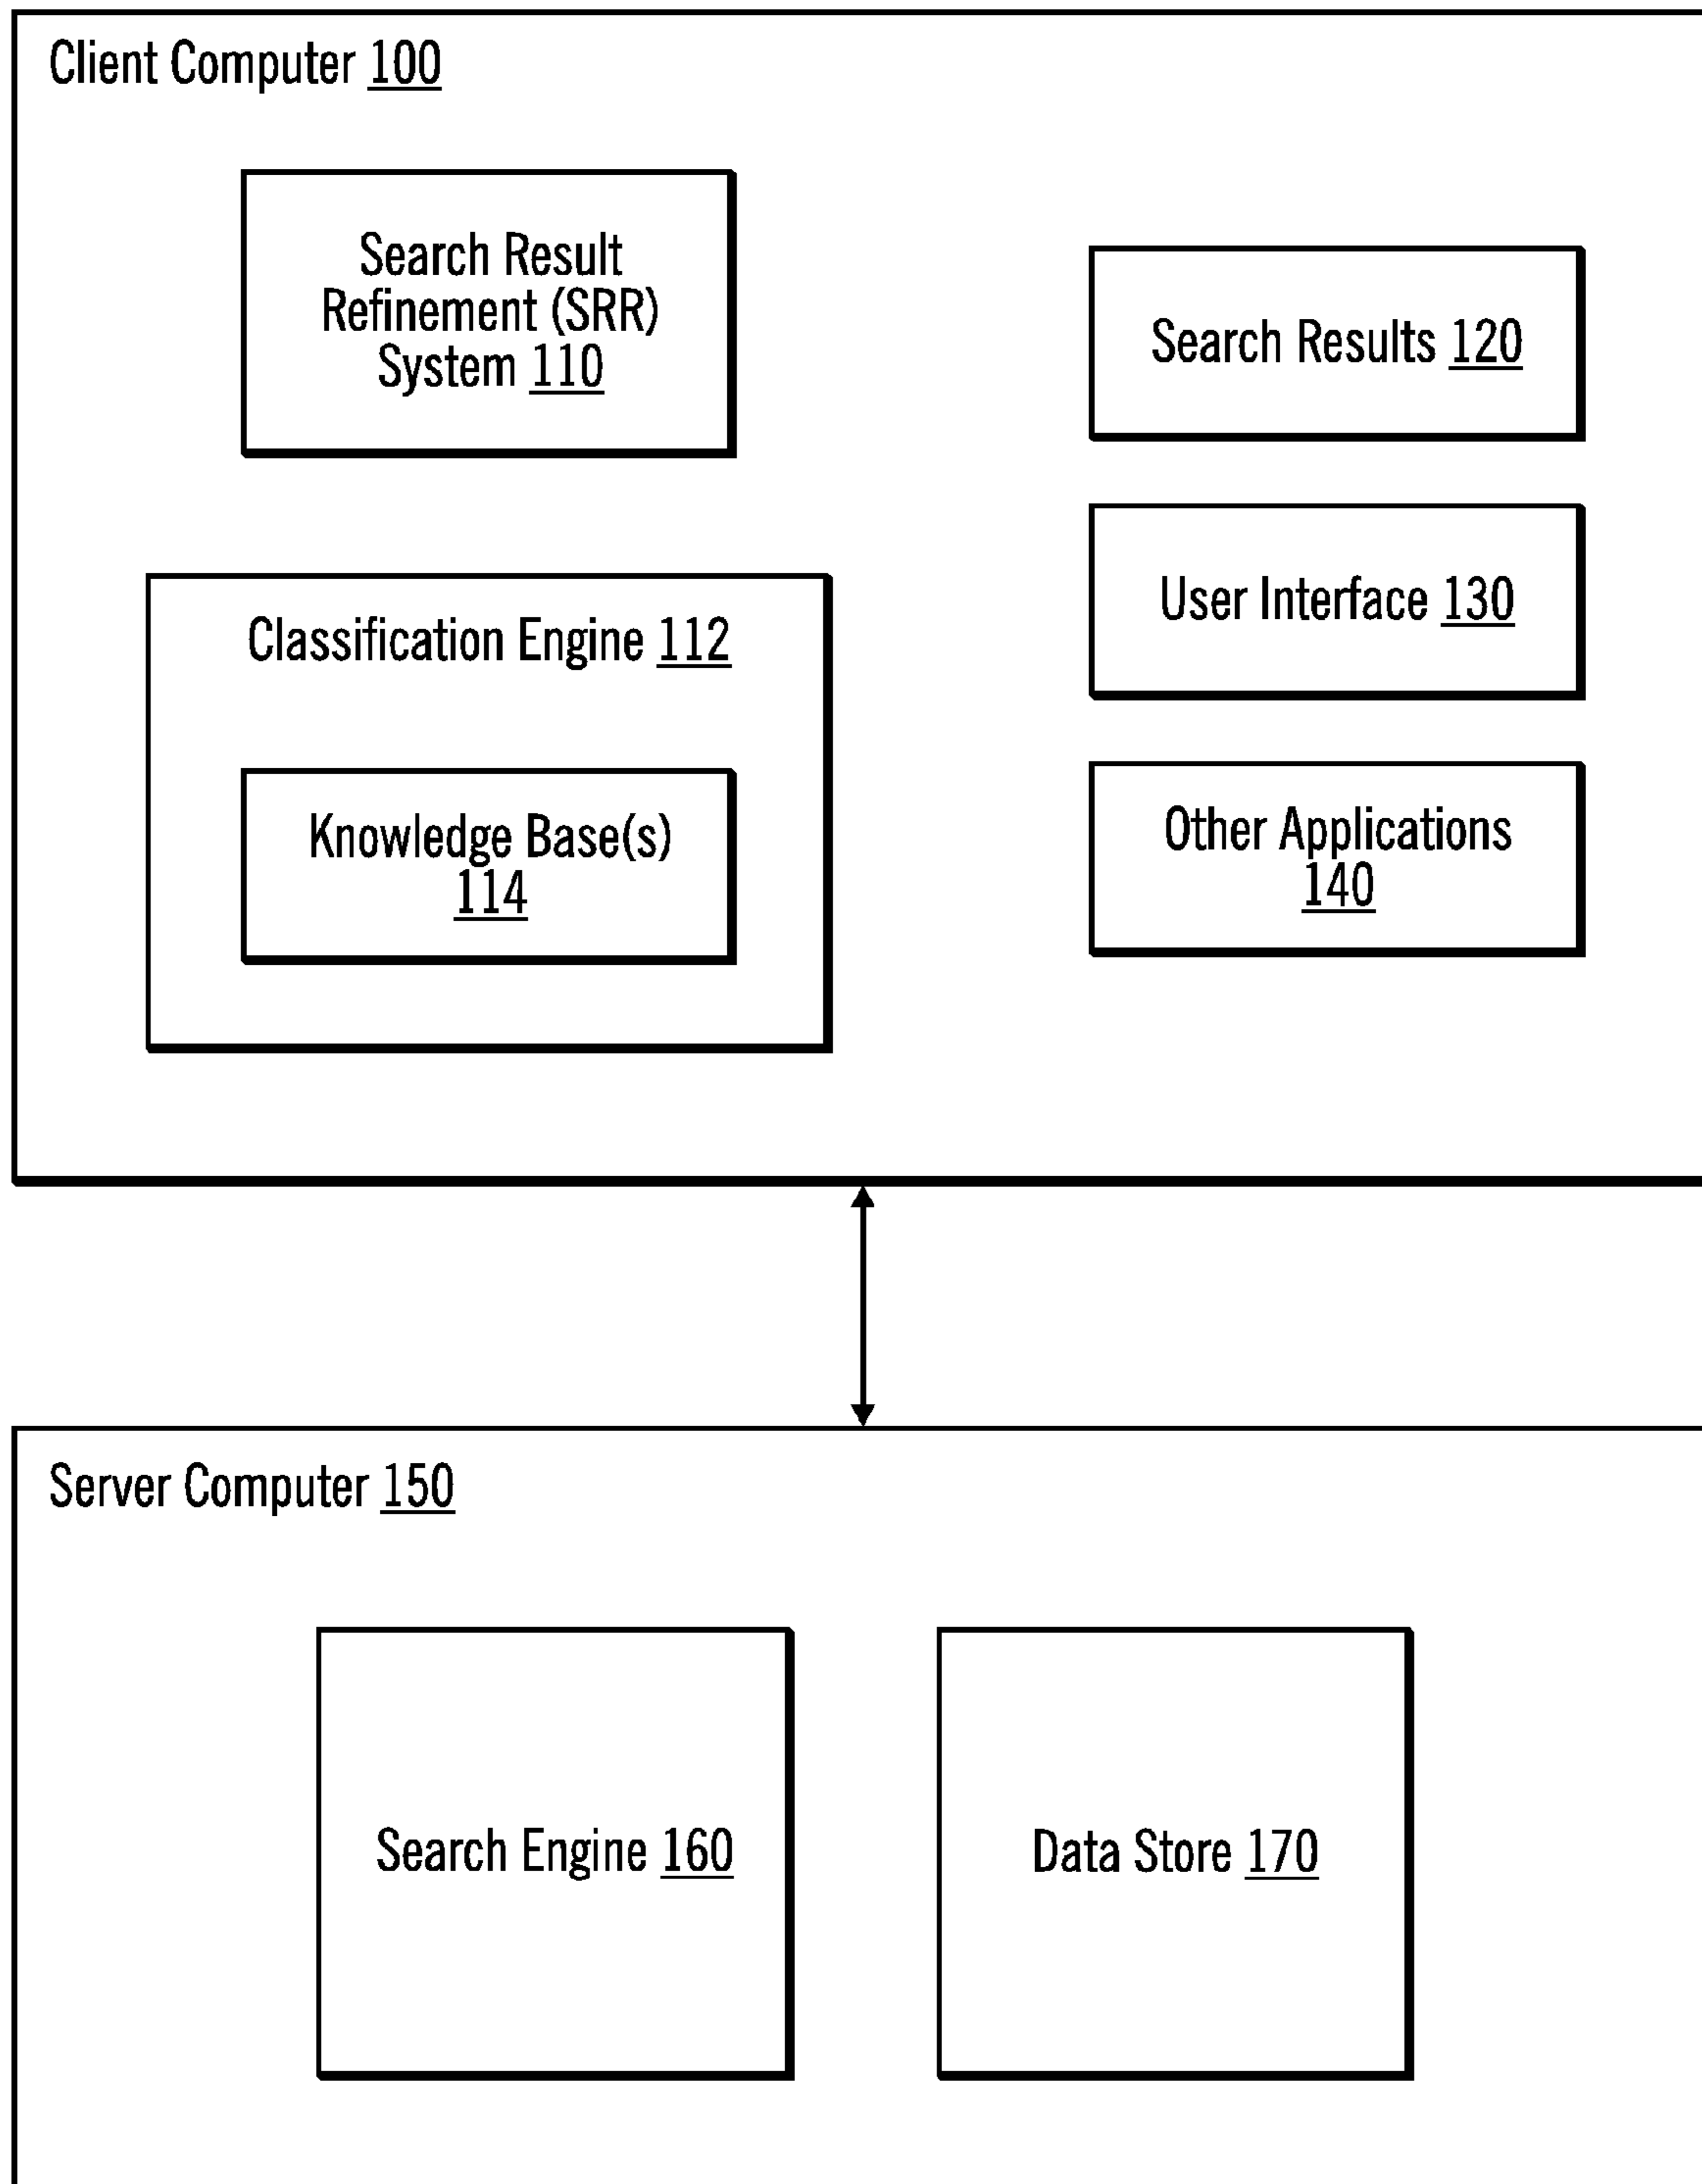 Client Computer 100
Search Result
Refinement (SRR)
System 110
Classification Engine 112
Knowledge Base(s)
114
Search Results 120
User Interface 130
Other Applications
140
Server Computer 150
Search Engine 160
Data Store 170